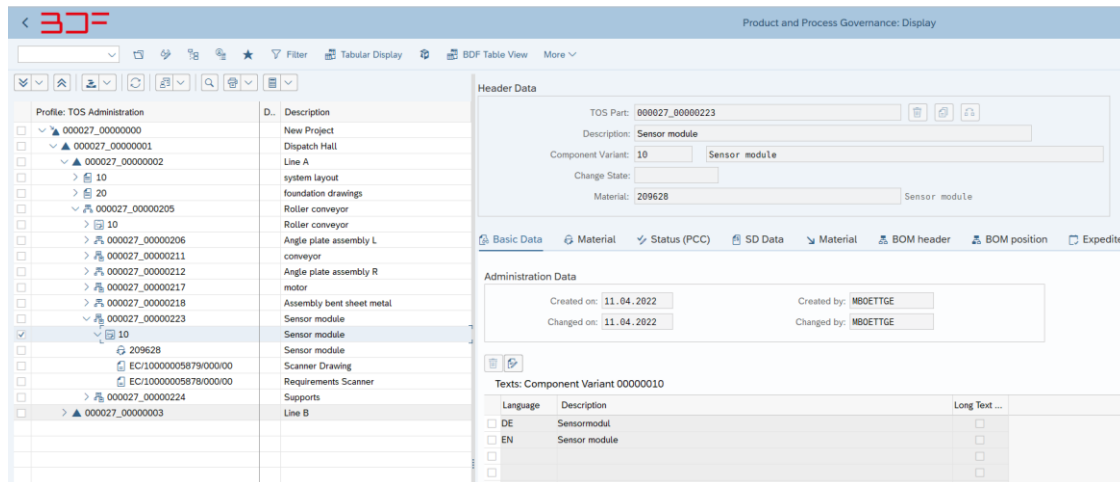 BDF
Product and Process Governance: Display
Filter Tabular Display BDF Table View More
Profile: TOS Administration D.. Description
000027_00000000 New Project
000027_00000001 Dispatch Hall
000027_00000002 Line A
10 system layout
20 foundation drawings
000027_00000205 Roller conveyor
10 Roller conveyor
000027_00000206 Angle plate assembly L
000027_00000211 conveyor
000027_00000212 Angle plate assembly R
000027_00000217 motor
000027_00000218 Assembly bent sheet metal
000027_00000223 Sensor module
10 Sensor module
209628 Sensor module
EC/10000005879/000/00 Scanner Drawing
EC/10000005878/000/00 Requirements Scanner
000027_00000224 Supports
000027_00000003 Line B
Header Data
TOS Part: 000027_00000223
Description: Sensor module
Component Variant: 10 Sensor module
Change State:
Material: 209628 Sensor module
Basic Data Material Status (PCC) SD Data Material BOM header BOM position Expedite
Administration Data
Created on: 11.04.2022 Created by: MBOETTGE
Changed on: 11.04.2022 Changed by: MBOETTGE
Texts: Component Variant 00000010
Language Description Long Text ...
DE Sensormodul
EN Sensor module